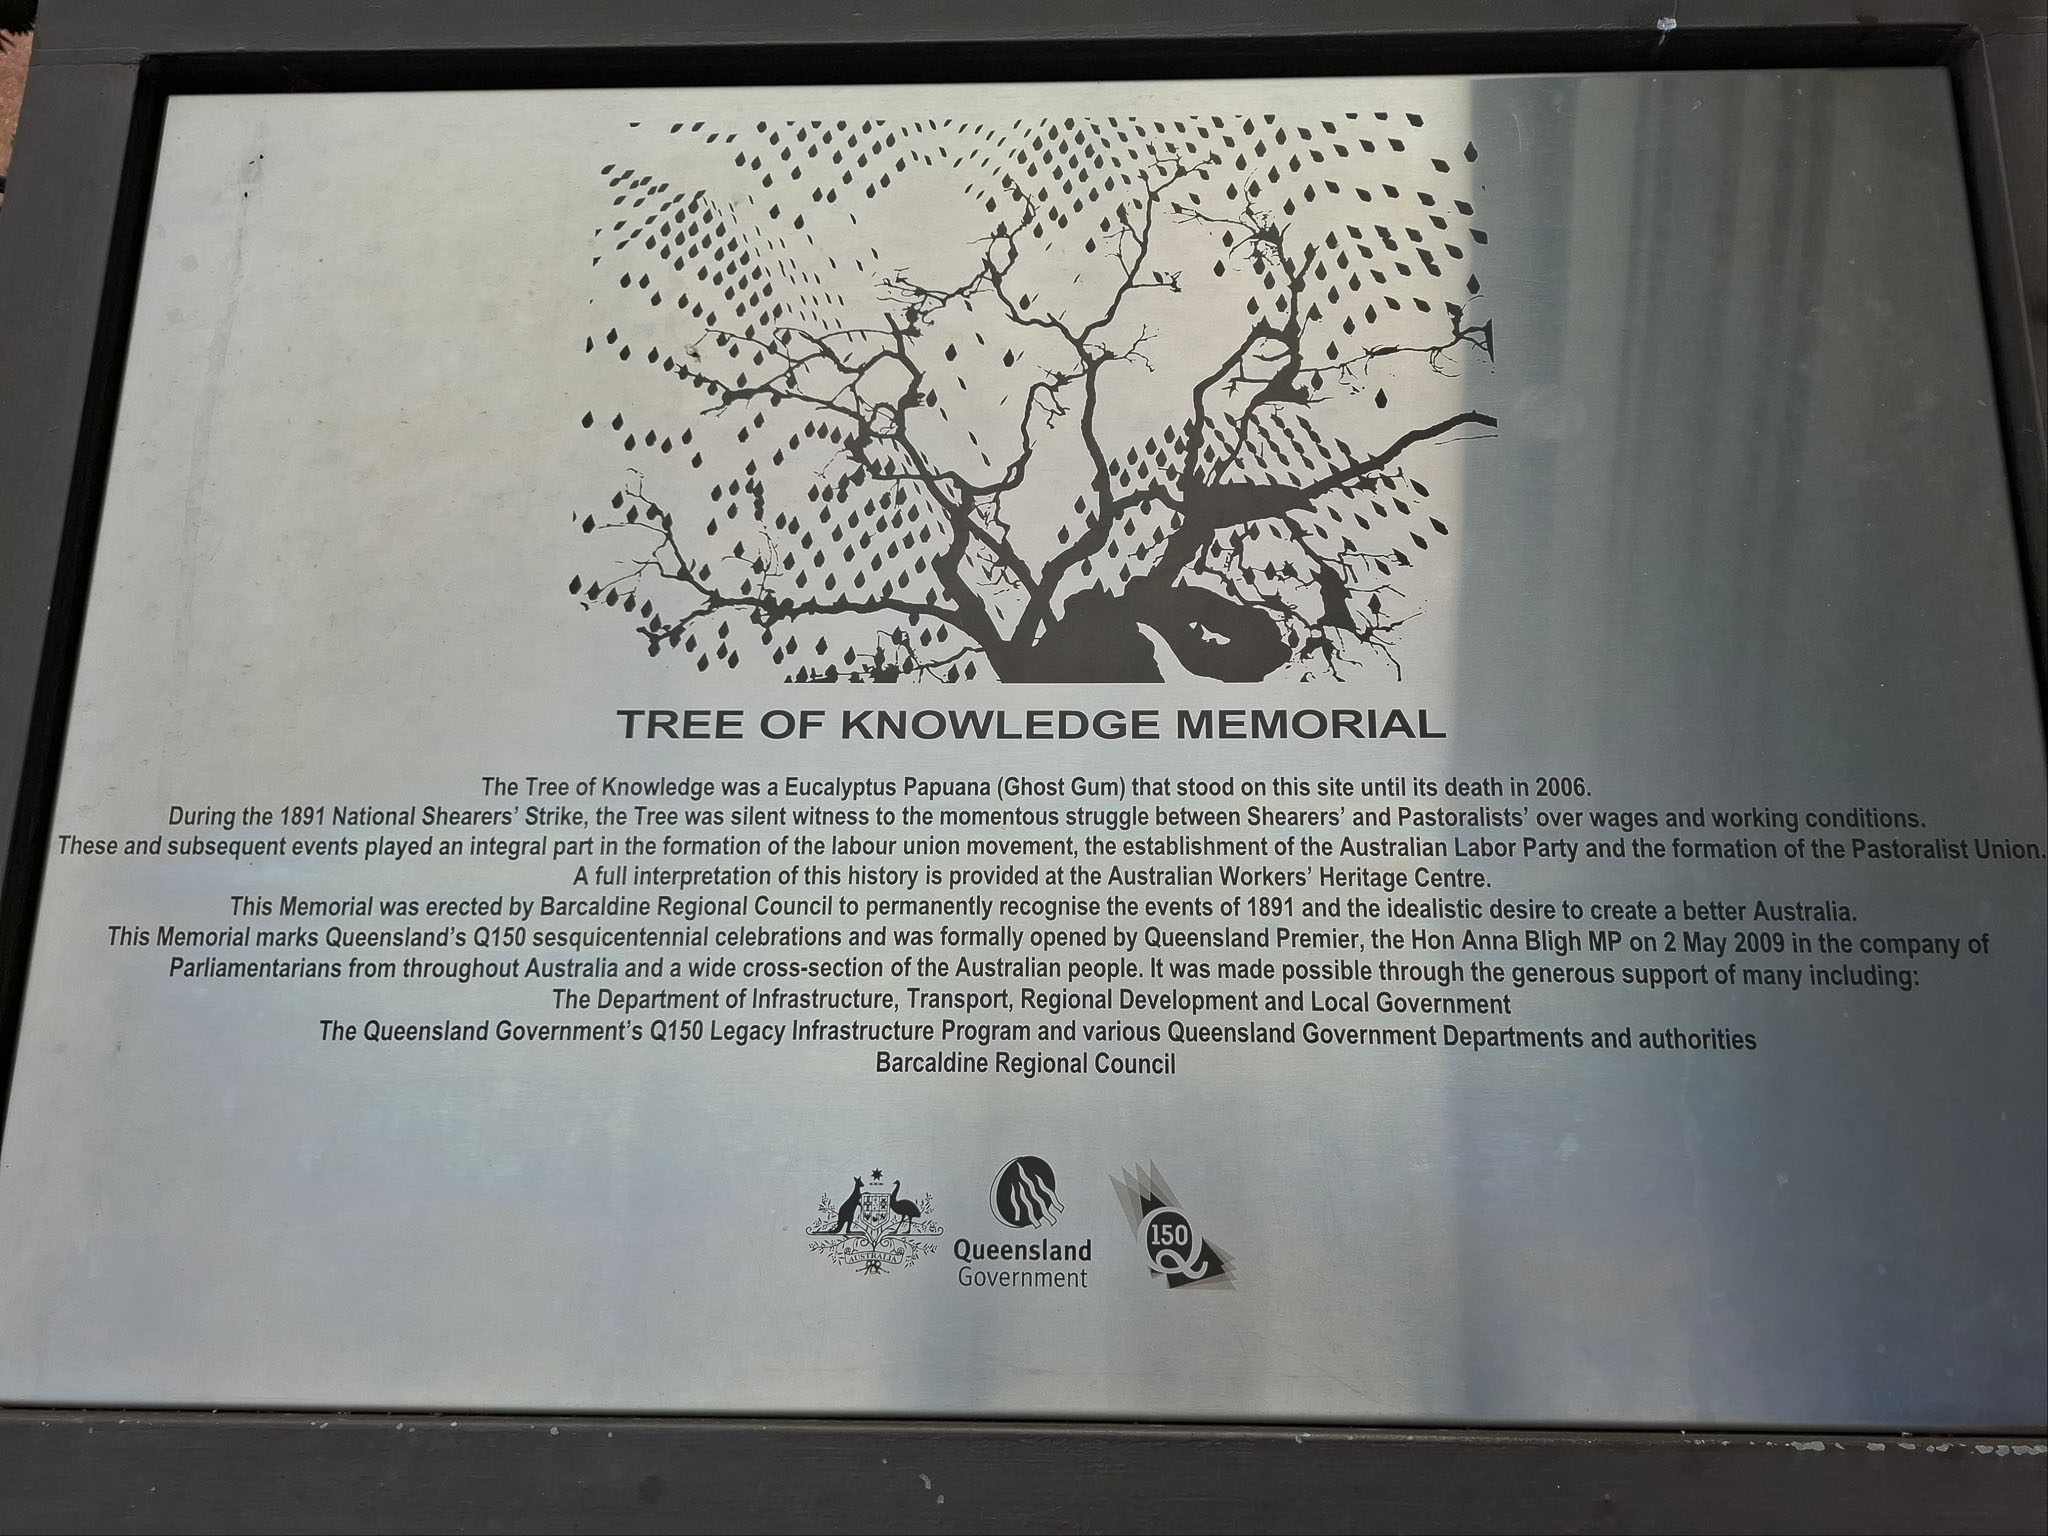 TREE OF KNOWLEDGE MEMORIAL
The Tree of Knowledge was a Eucalyptus Papuana (Ghost Gum) that stood on this site until its death in 2006.
During the 1891 National Shearers’ Strike, the Tree was silent witness to the momentous struggle between Shearers’ and Pastoralists’ over wages and working conditions.
These and subsequent events played an integral part in the formation of the labour union movement, the establishment of the Australian Labor Party and the formation of the Pastoralist Union.
A full interpretation of this history is provided at the Australian Workers’ Heritage Centre.
This Memorial was erected by Barcaldine Regional Council to permanently recognise the events of 1891 and the idealistic desire to create a better Australia.
This Memorial marks Queensland’s Q150 sesquicentennial celebrations and was formally opened by Queensland Premier, the Hon Anna Bligh MP on 2 May 2009 in the company of
Parliamentarians from throughout Australia and a wide cross-section of the Australian people. It was made possible through the generous support of many including:
The Department of Infrastructure, Transport, Regional Development and Local Government
The Queensland Government’s Q150 Legacy Infrastructure Program and various Queensland Government Departments and authorities
Barcaldine Regional Council
AUSTRALIA
Queensland
Government
150
Q